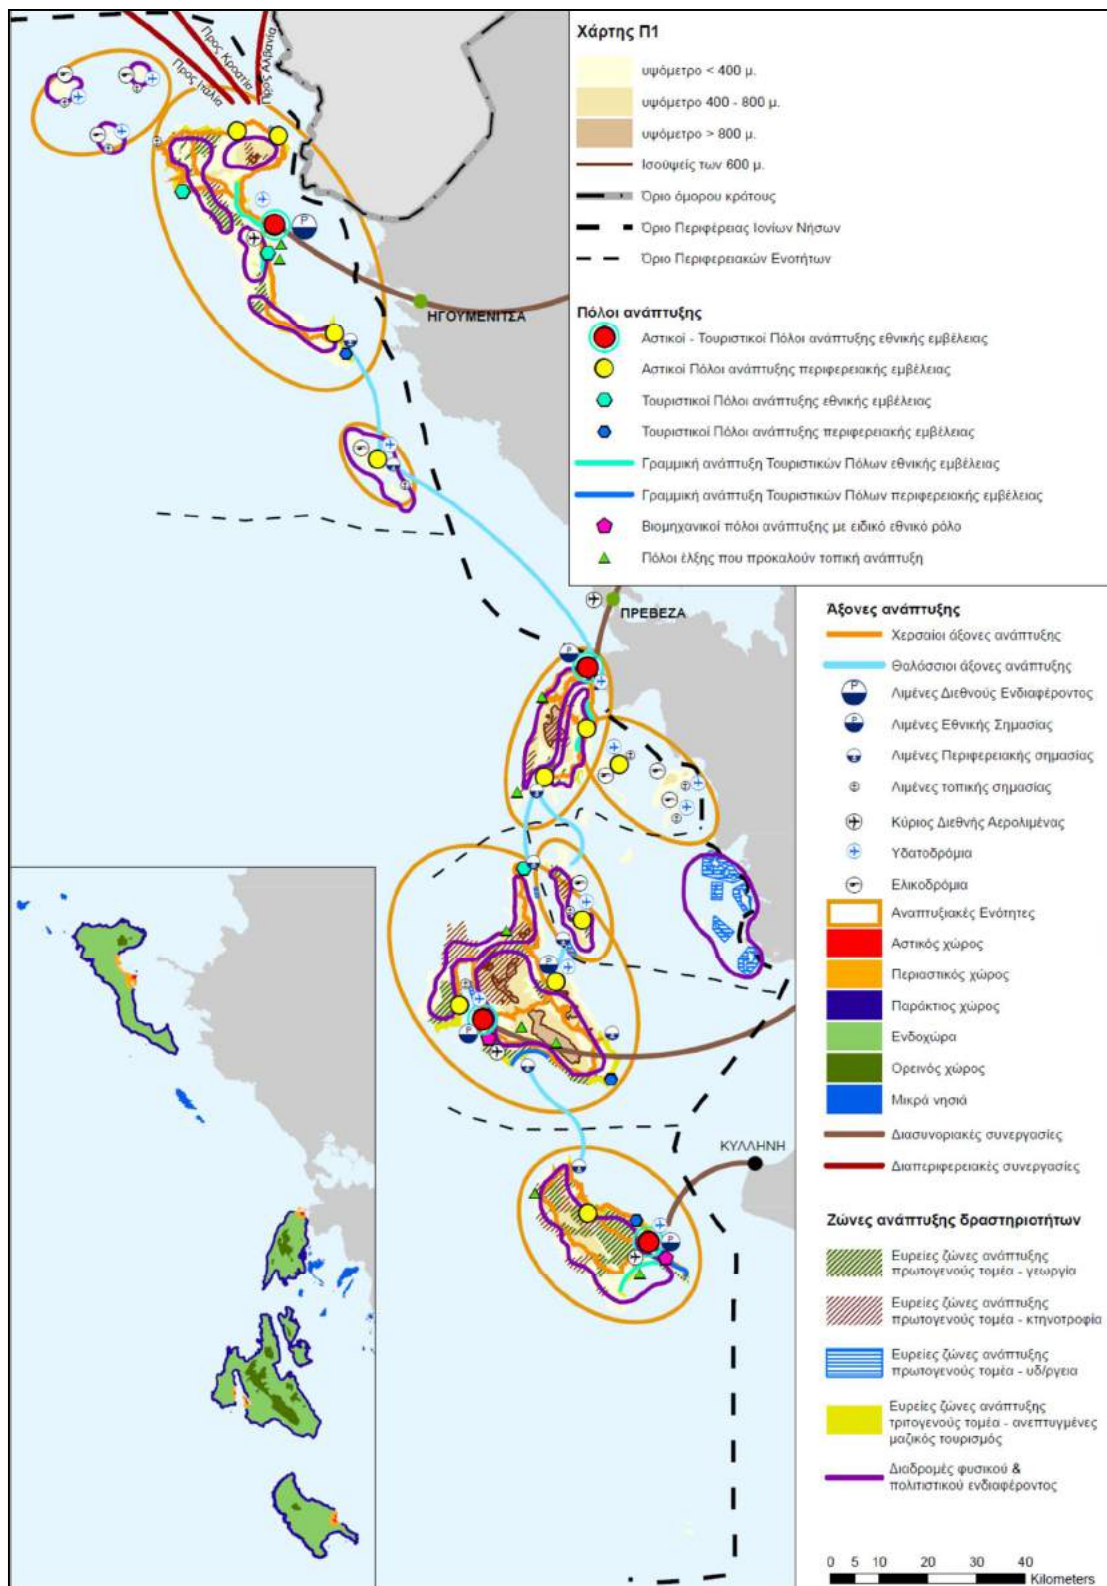 Χάρτης Π1
υψόμετρο < 400 μ.
υψόμετρο 400 - 800 μ.
υψόμετρο > 800 μ.
Ισοϋψείς των 600 μ.
Όριο όμορου κράτους
Όριο Περιφέρειας Ιονίων Νήσων
Όριο Περιφερειακών Ενοτήτων
Πόλοι ανάπτυξης
Αστικοί - Τουριστικοί Πόλοι ανάπτυξης εθνικής εμβέλειας
Αστικοί Πόλοι ανάπτυξης περιφερειακής εμβέλειας
Τουριστικοί Πόλοι ανάπτυξης εθνικής εμβέλειας
Τουριστικοί Πόλοι ανάπτυξης περιφερειακής εμβέλειας
Γραμμική ανάπτυξη Τουριστικών Πόλων εθνικής εμβέλειας
Γραμμική ανάπτυξη Τουριστικών Πόλων περιφερειακής εμβέλειας
Βιομηχανικοί πόλοι ανάπτυξης με ειδικό εθνικό ρόλο
Πόλοι έλξης που προκαλούν τοπική ανάπτυξη
Άξονες ανάπτυξης
Χερσαίοι άξονες ανάπτυξης
Θαλάσσιοι άξονες ανάπτυξης
Λιμένες Διεθνούς Ενδιαφέροντος
Λιμένες Εθνικής Σημασίας
Λιμένες Περιφερειακής σημασίας
Λιμένες τοπικής σημασίας
Κύριος Διεθνής Αερολιμένας
Υδατοδρόμια
Ελικοδρόμια
Αναπτυξιακές Ενότητες
Αστικός χώρος
Περιαστικός χώρος
Παράκτιος χώρος
Ενδοχώρα
Ορεινός χώρος
Μικρά νησιά
Διασυνοριακές συνεργασίες
Διαπεριφερειακές συνεργασίες
Ζώνες ανάπτυξης δραστηριοτήτων
Ευρείες ζώνες ανάπτυξης
πρωτογενούς τομέα - γεωργία
Ευρείες ζώνες ανάπτυξης
πρωτογενούς τομέα - κτηνοτροφία
Ευρείες ζώνες ανάπτυξης
πρωτογενούς τομέα - υδ/ργεια
Ευρείες ζώνες ανάπτυξης
τριτογενούς τομέα - ανεπτυγμένες
μαζικός τουρισμός
Διαδρομές φυσικού &
πολιτιστικού ενδιαφέροντος
0 5 10 20 30 40
Kilometers
Προς Ιταλία
Προς Κροατία
Προς Αλβανία
ΗΓΟΥΜΕΝΙΤΣΑ
ΠΡΕΒΕΖΑ
ΚΥΛΛΗΝΗ